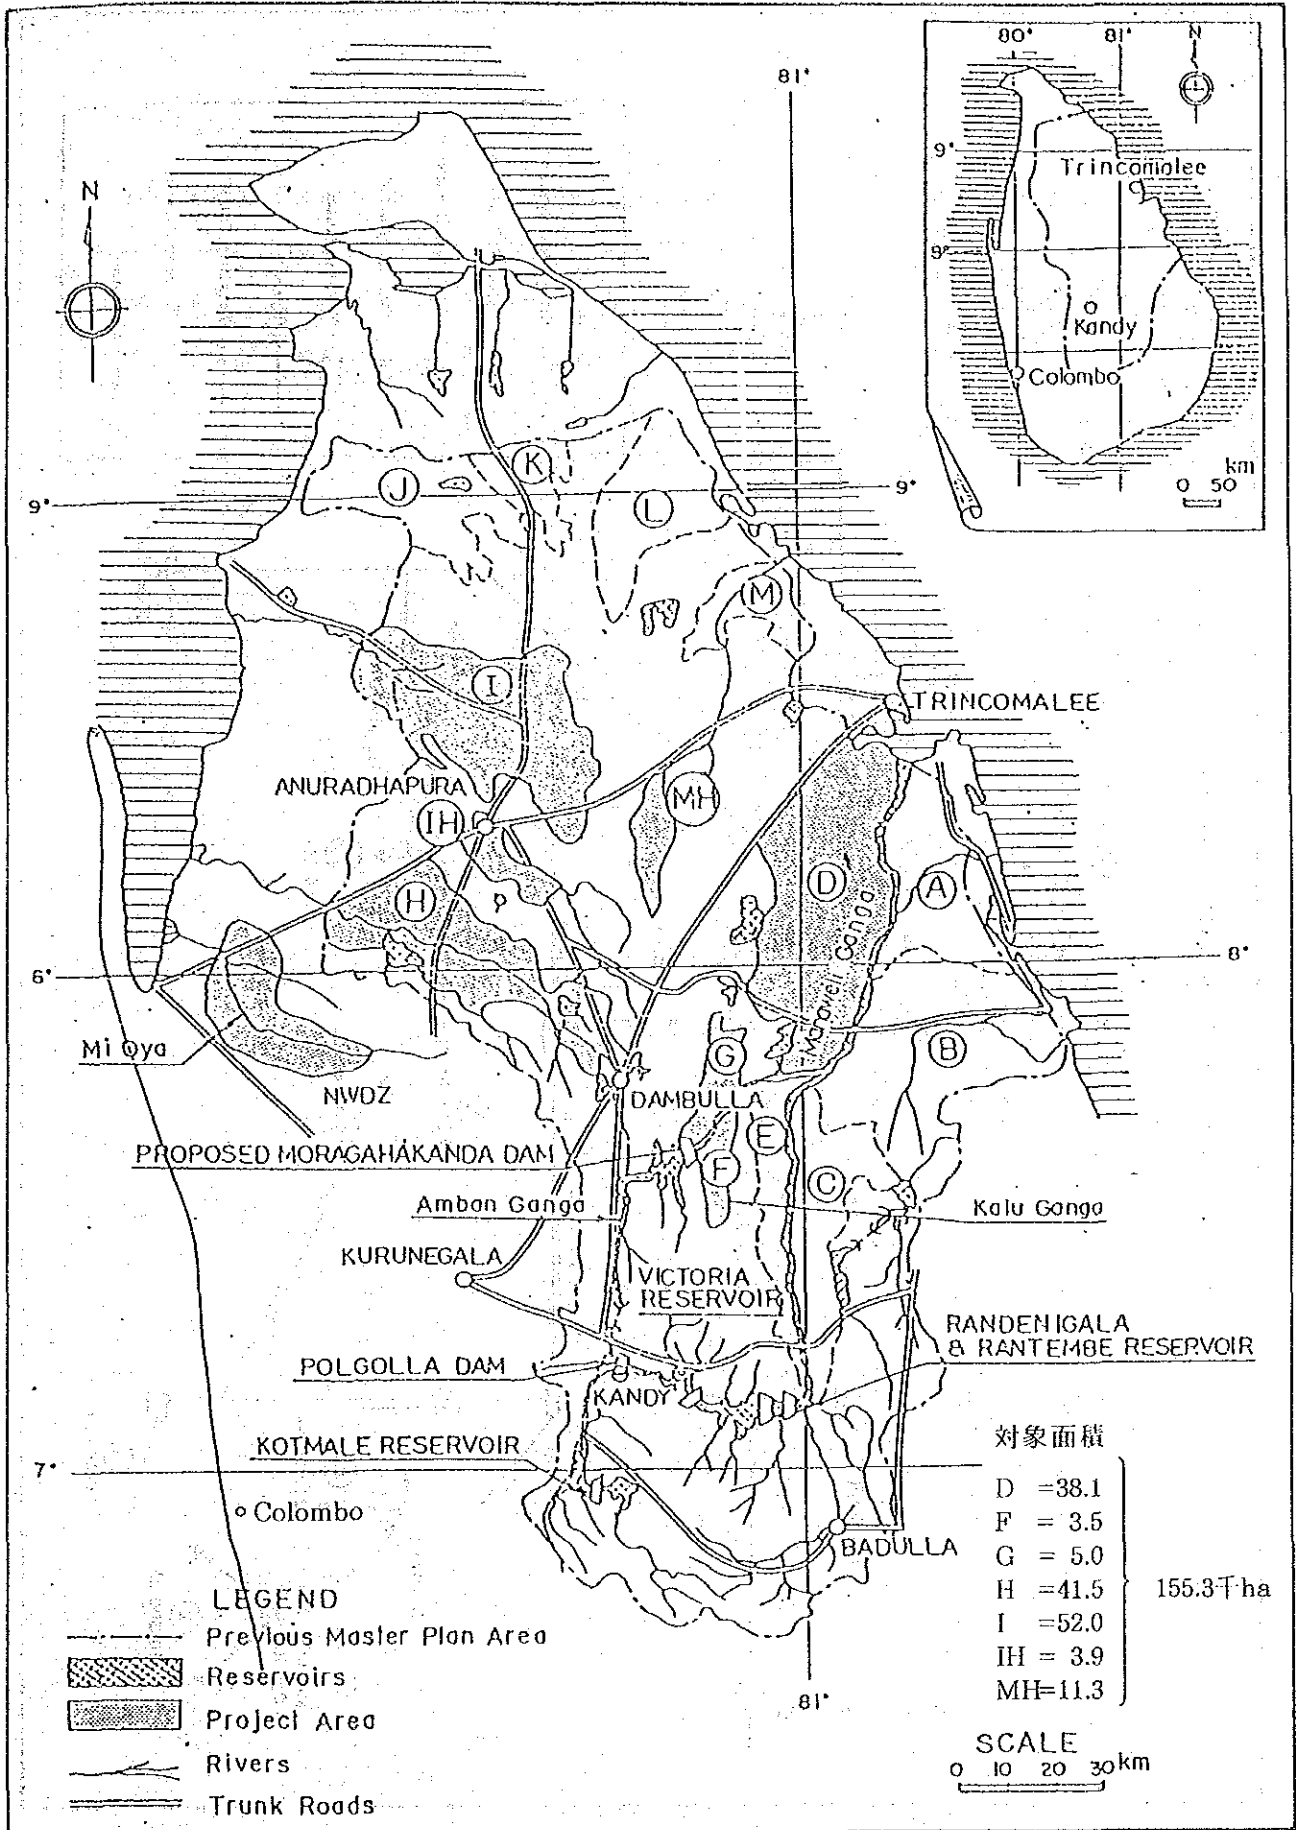 80°
81°
N
9°
Trincomalee
8°
Kandy
Colombo
km
0 50
81°
N
K
J
9°
9°
L
M
I
TRINCOMALEE
ANURADHAPURA
MH
IH
D
A
H
Mahaweli Ganga
8°
6°
Mi Oya
G
B
NWDZ
DAMBULLA
E
PROPOSED MORAGAHAKANDA DAM
F
C
Amban Ganga
Kalu Ganga
KURUNEGALA
VICTORIA
RESERVOIR
RANDENIGALA
& RANTEMBE RESERVOIR
POLGOLLA DAM
KANDY
KOTMALE RESERVOIR
7°
Colombo
BADULLA
対象面積
D =38.1
F = 3.5
G = 5.0
H =41.5
I =52.0
IH = 3.9
MH=11.3
155.3千ha
81°
LEGEND
Previous Master Plan Area
Reservoirs
Project Area
Rivers
Trunk Roads
SCALE
0 10 20 30km